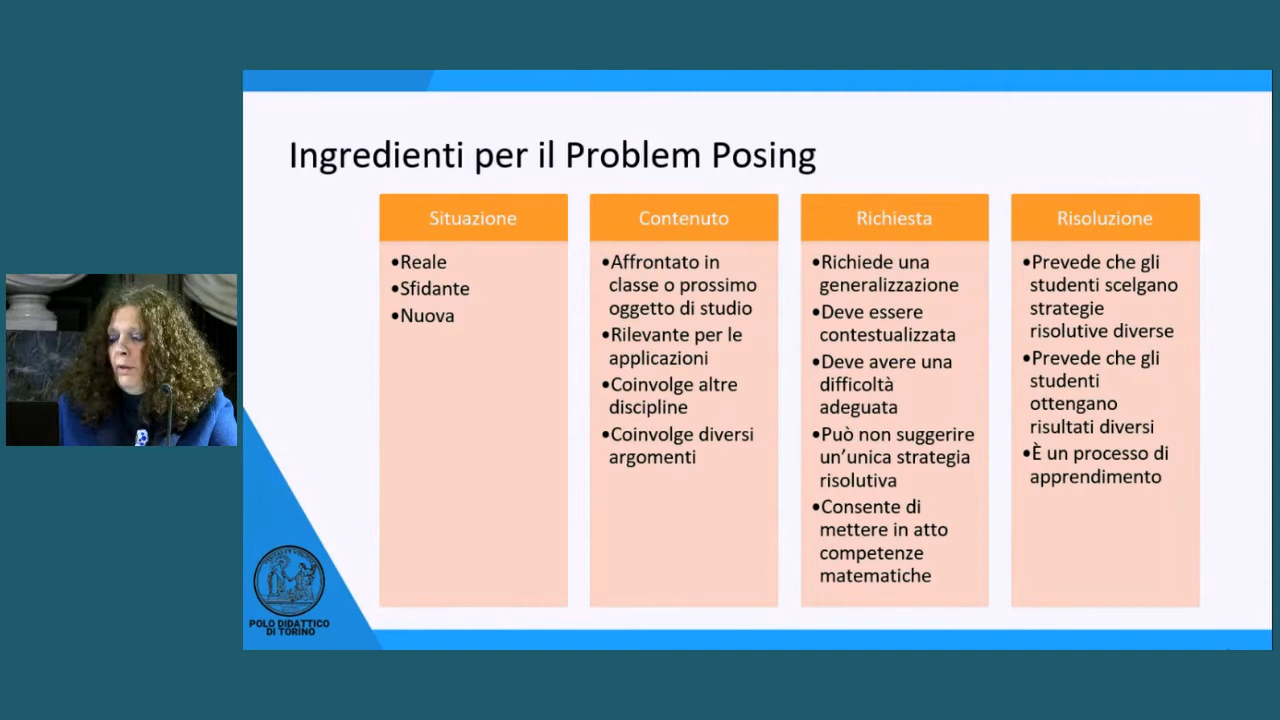 Ingredienti per il Problem Posing
Situazione
•Reale
•Sfidante
•Nuova
Contenuto
•Affrontato in
classe o prossimo
oggetto di studio
•Rilevante per le
applicazioni
•Coinvolge altre
discipline
•Coinvolge diversi
argomenti
Richiesta
•Richiede una
generalizzazione
•Deve essere
contestualizzata
•Deve avere una
difficoltà
adeguata
•Può non suggerire
un'unica strategia
risolutiva
•Consente di
mettere in atto
competenze
matematiche
Risoluzione
•Prevede che gli
studenti scelgano
strategie
risolutive diverse
•Prevede che gli
studenti
ottengano
risultati diversi
•È un processo di
apprendimento
POLO DIDATTICO
DI TORINO